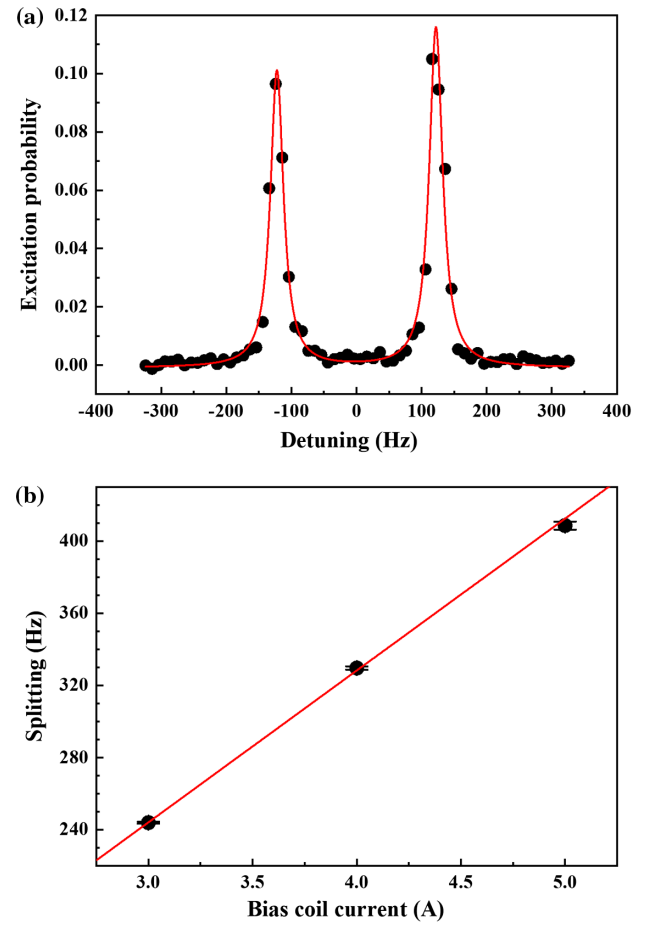 (a)
0.12
0.10
0.08
0.06
0.04
0.02
0.00
Excitation probability
-400 -300 -200 -100 0 100 200 300 400
Detuning (Hz)
(b)
400
360
320
280
240
Splitting (Hz)
3.0 3.5 4.0 4.5 5.0
Bias coil current (A)